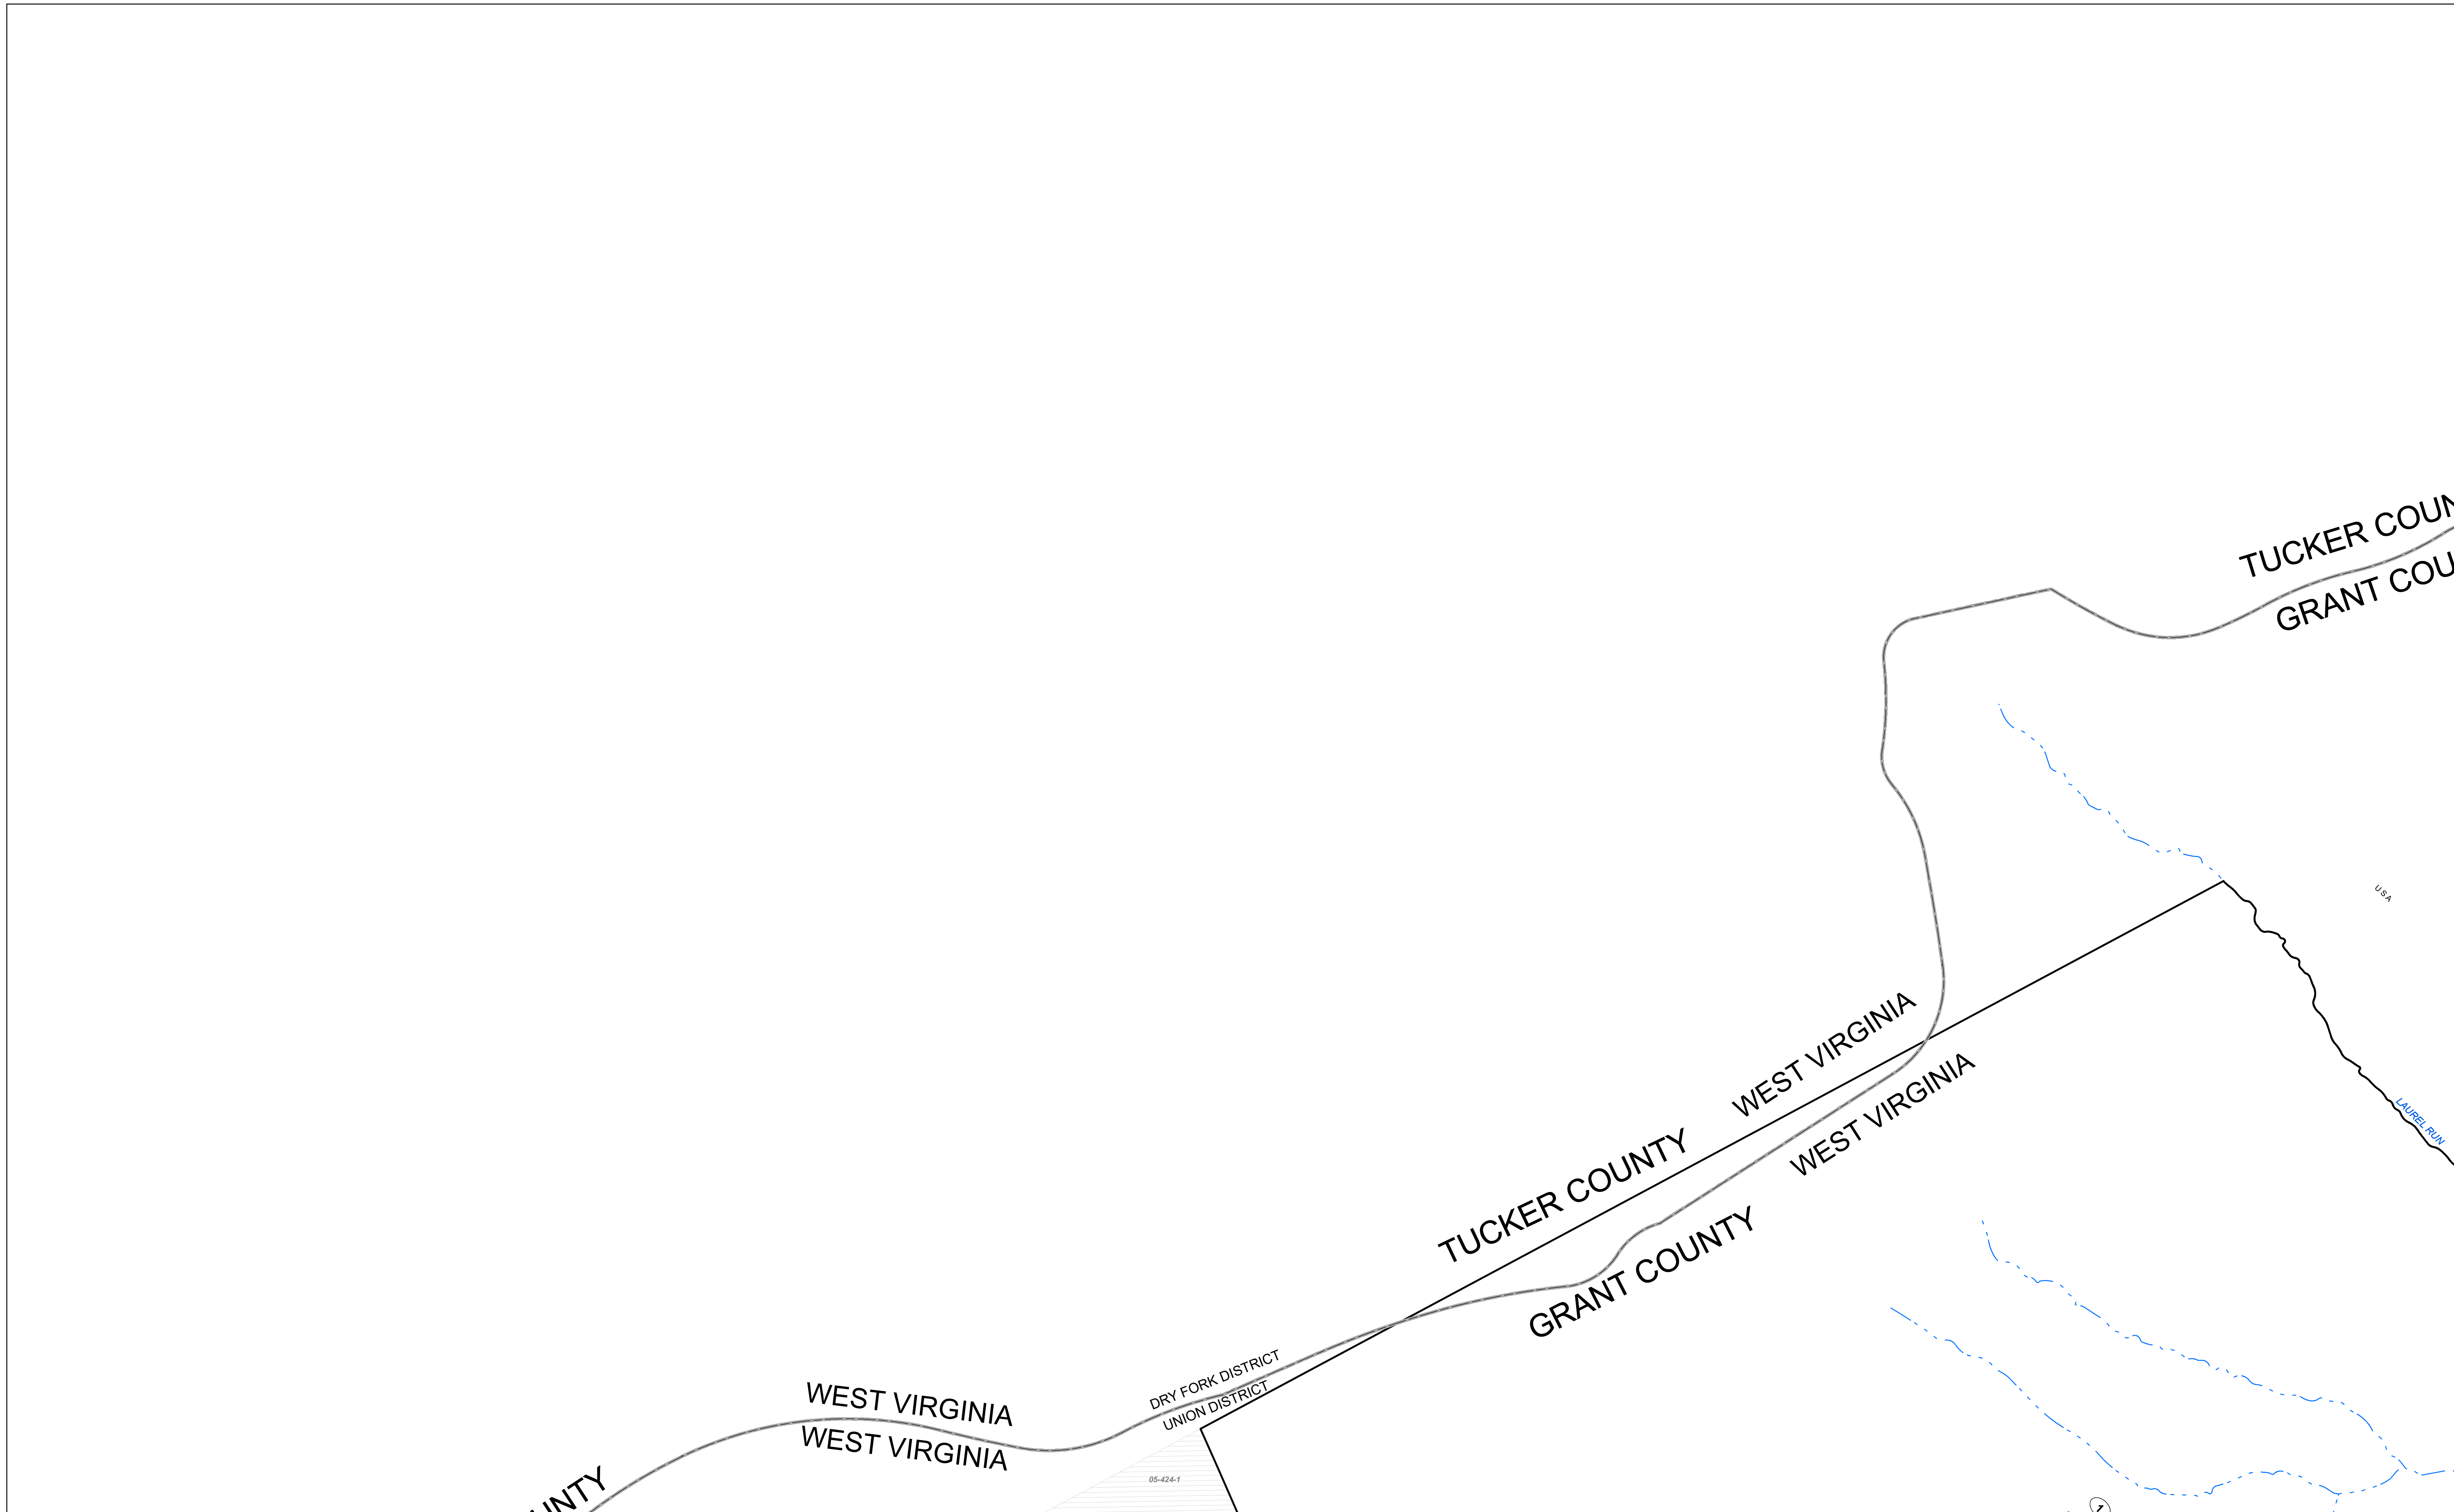 TUCKER COUN
GRANT COU
USA
WEST VIRGINIA
WEST VIRGINIA
LAUREL RUN
TUCKER COUNTY
GRANT COUNTY
DRY FORK DISTRICT
UNION DISTRICT
WEST VIRGINIA
WEST VIRGINIA
05-424-1
UNTY
1